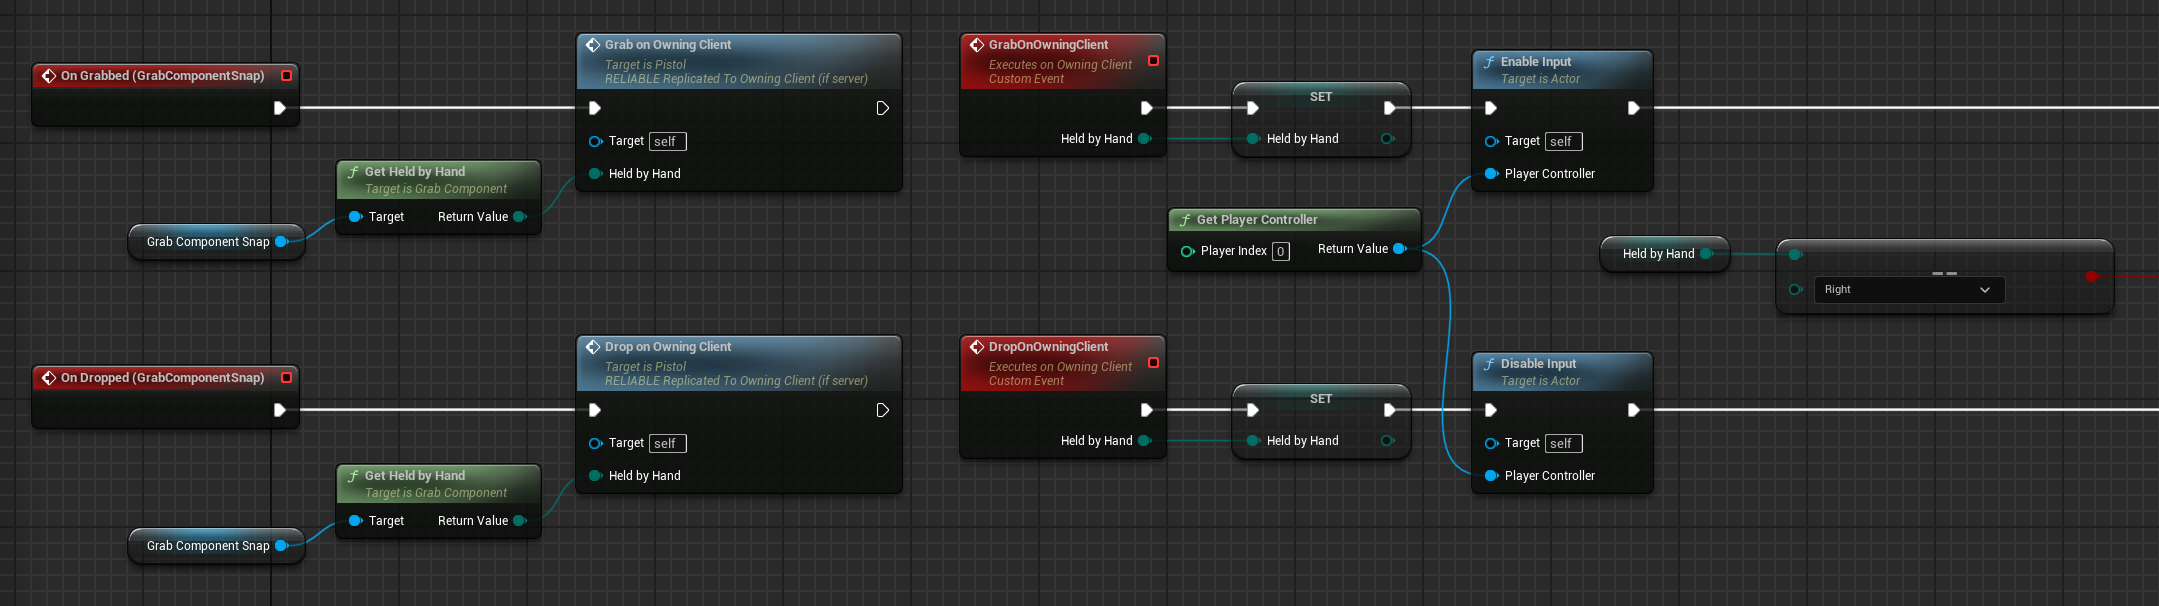 On Grabbed (GrabComponentSnap)
Grab Component Snap
Get Held by Hand
Target is Grab Component
Target
Return Value
Grab on Owning Client
Target is Pistol
RELIABLE Replicated To Owning Client (if server)
Target self
Held by Hand
GrabOnOwningClient
Executes on Owning Client
Custom Event
Held by Hand
SET
Held by Hand
Enable Input
Target is Actor
Target self
Player Controller
Get Player Controller
Player Index 0
Return Value
Held by Hand
==
Right
On Dropped (GrabComponentSnap)
Grab Component Snap
Get Held by Hand
Target is Grab Component
Target
Return Value
Drop on Owning Client
Target is Pistol
RELIABLE Replicated To Owning Client (if server)
Target self
Held by Hand
DropOnOwningClient
Executes on Owning Client
Custom Event
Held by Hand
SET
Held by Hand
Disable Input
Target is Actor
Target self
Player Controller